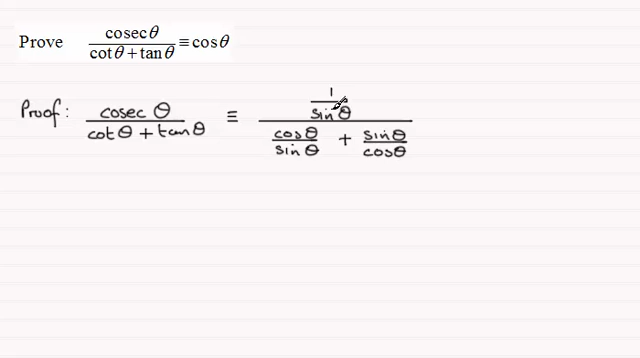 Prove cosecθ / (cotθ + tanθ) ≡ cosθ
Proof: cosec θ / (cot θ + tan θ) ≡ (1 / sin θ) / (cos θ / sin θ + sin θ / cos θ)